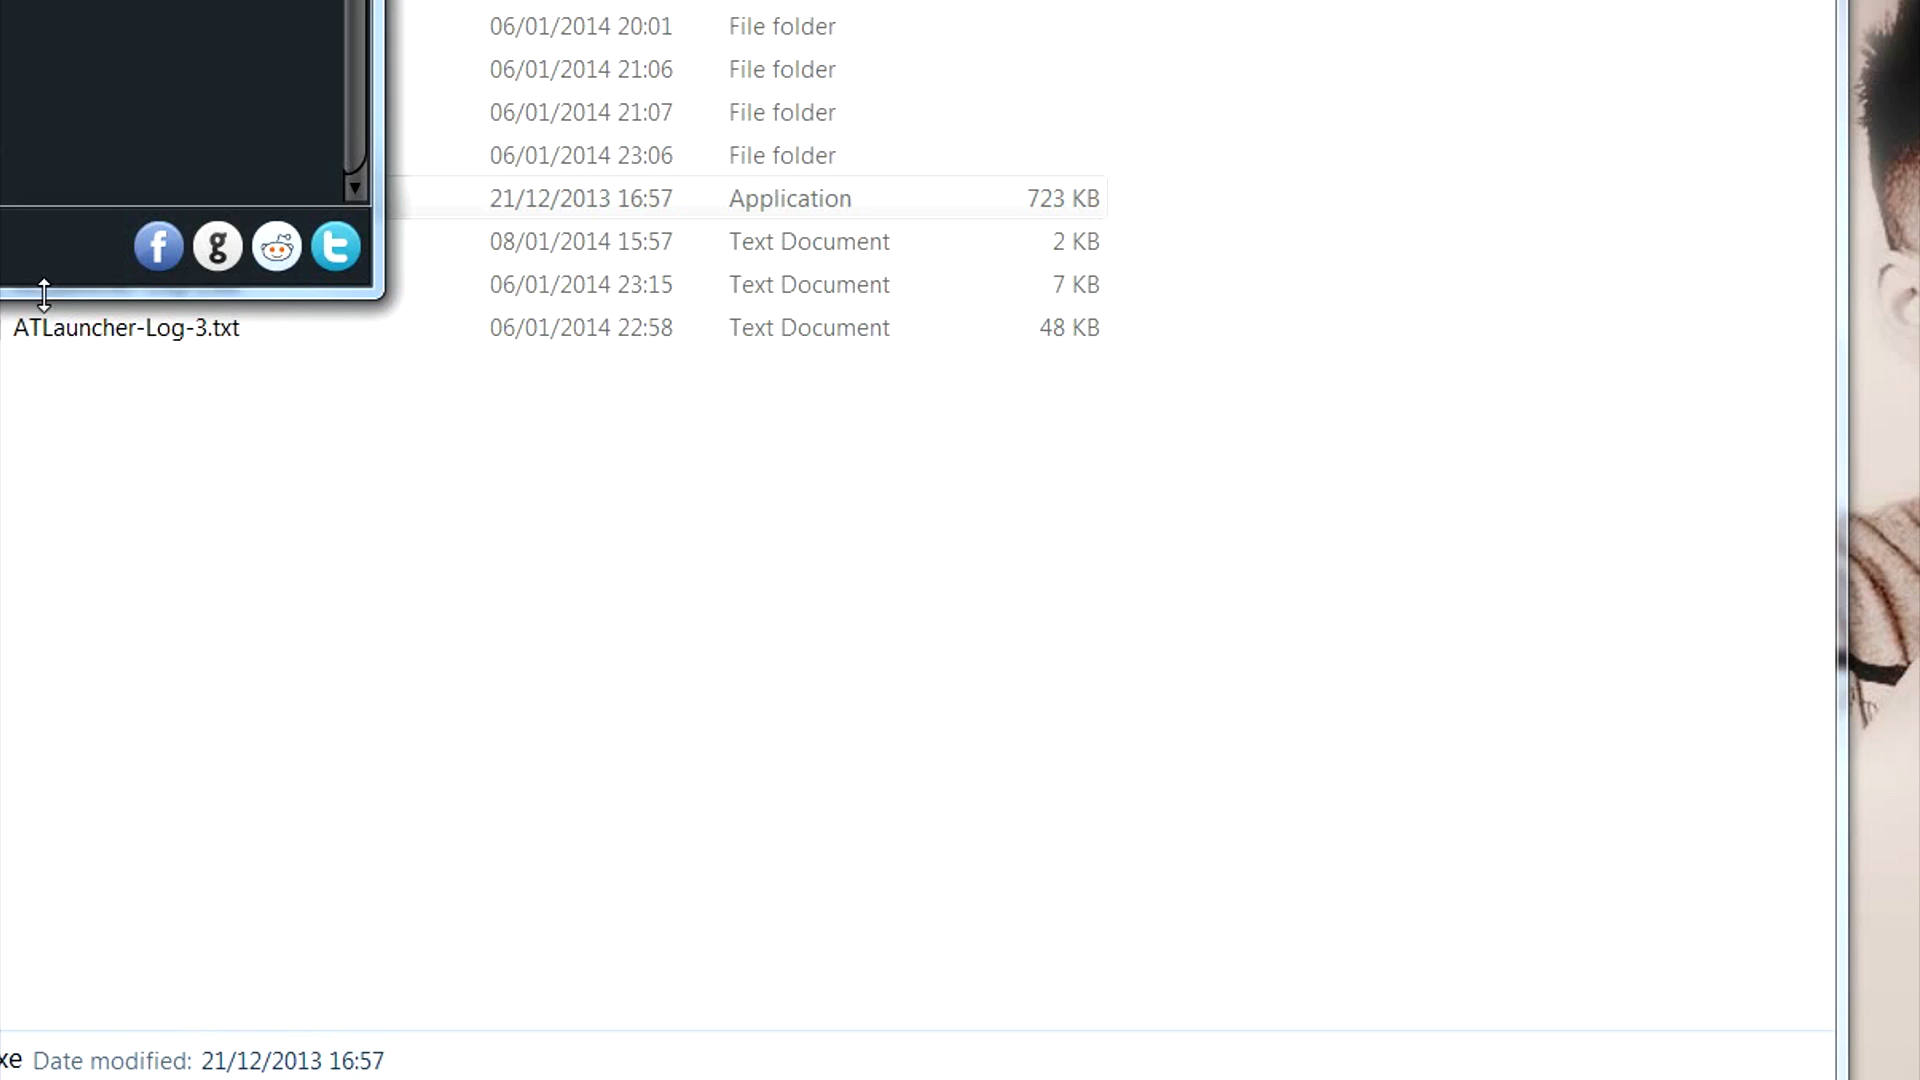 06/01/2014 20:01 File folder
06/01/2014 21:06 File folder
06/01/2014 21:07 File folder
06/01/2014 23:06 File folder
21/12/2013 16:57 Application 723 KB
f g t
08/01/2014 15:57 Text Document 2 KB
06/01/2014 23:15 Text Document 7 KB
ATLauncher-Log-3.txt 06/01/2014 22:58 Text Document 48 KB
xe Date modified: 21/12/2013 16:57